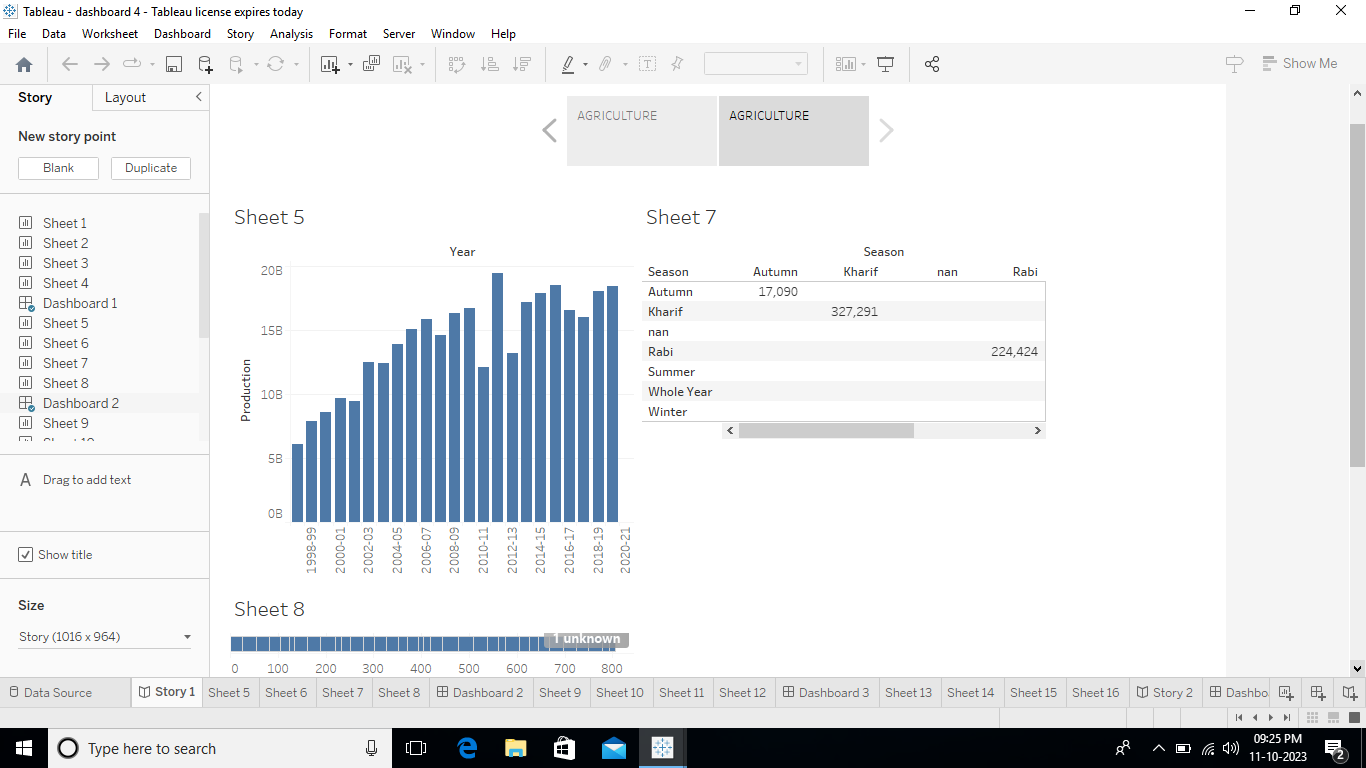 Tableau - dashboard 4 - Tableau license expires today
File Data Worksheet Dashboard Story Analysis Format Server Window Help
Show Me
Story Layout
New story point
Blank Duplicate
Sheet 1
Sheet 2
Sheet 3
Sheet 4
Dashboard 1
Sheet 5
Sheet 6
Sheet 7
Sheet 8
Dashboard 2
Sheet 9
A Drag to add text
Show title
Size
Story (1016 x 964)
AGRICULTURE AGRICULTURE
Sheet 5
Year
Production
20B
15B
10B
5B
0B
1998-99 2000-01 2002-03 2004-05 2006-07 2008-09 2010-11 2012-13 2014-15 2016-17 2018-19 2020-21
Sheet 7
Season
Season Autumn Kharif nan Rabi
Autumn 17,090
Kharif 327,291
nan
Rabi 224,424
Summer
Whole Year
Winter
Sheet 8
1 unknown
0 100 200 300 400 500 600 700 800
Data Source Story 1 Sheet 5 Sheet 6 Sheet 7 Sheet 8 Dashboard 2 Sheet 9 Sheet 10 Sheet 11 Sheet 12 Dashboard 3 Sheet 13 Sheet 14 Sheet 15 Sheet 16 Story 2 Dashbo
Type here to search
09:25 PM
11-10-2023
2